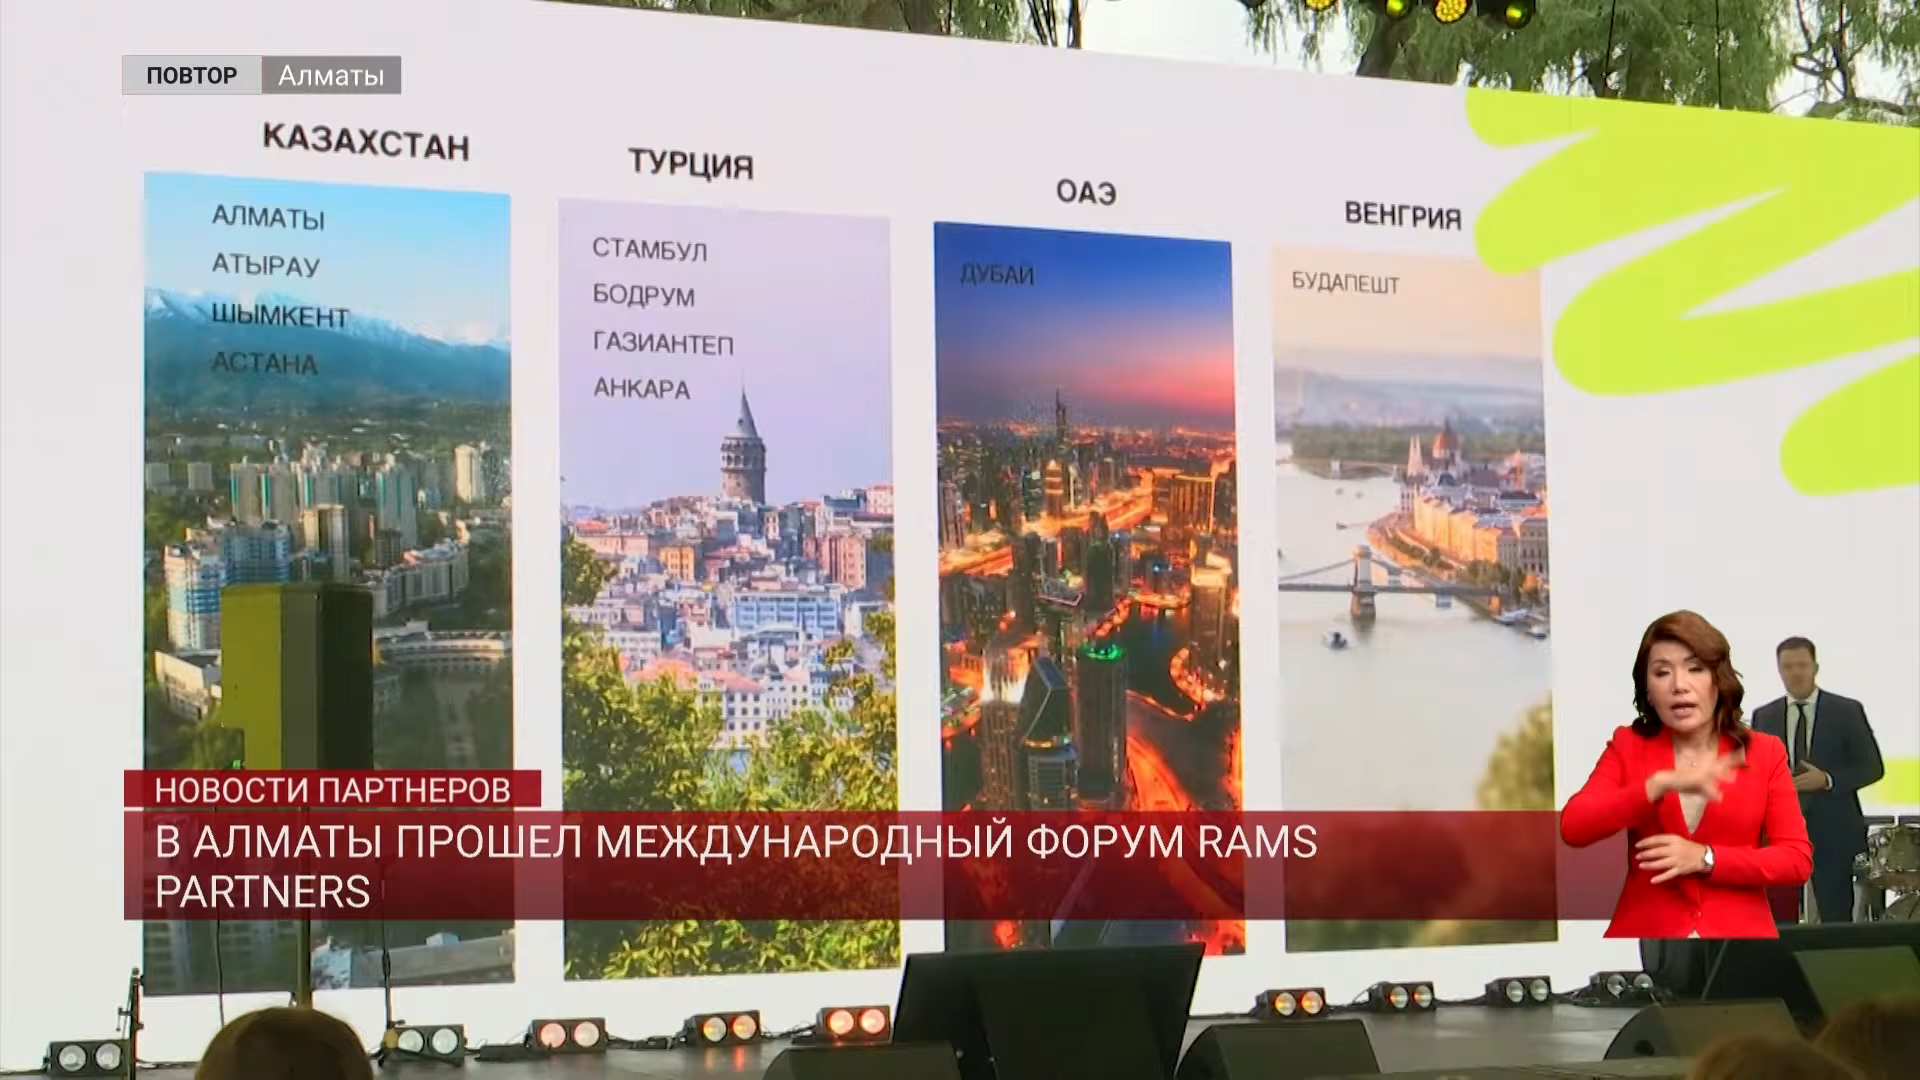 ПОВТОР Алматы
КАЗАХСТАН
АЛМАТЫ
АТЫРАУ
ШЫМКЕНТ
АСТАНА
ТУРЦИЯ
СТАМБУЛ
БОДРУМ
ГАЗИАНТЕП
АНКАРА
ОАЭ
ДУБАЙ
ВЕНГРИЯ
БУДАПЕШТ
НОВОСТИ ПАРТНЕРОВ
В АЛМАТЫ ПРОШЕЛ МЕЖДУНАРОДНЫЙ ФОРУМ RAMS
PARTNERS